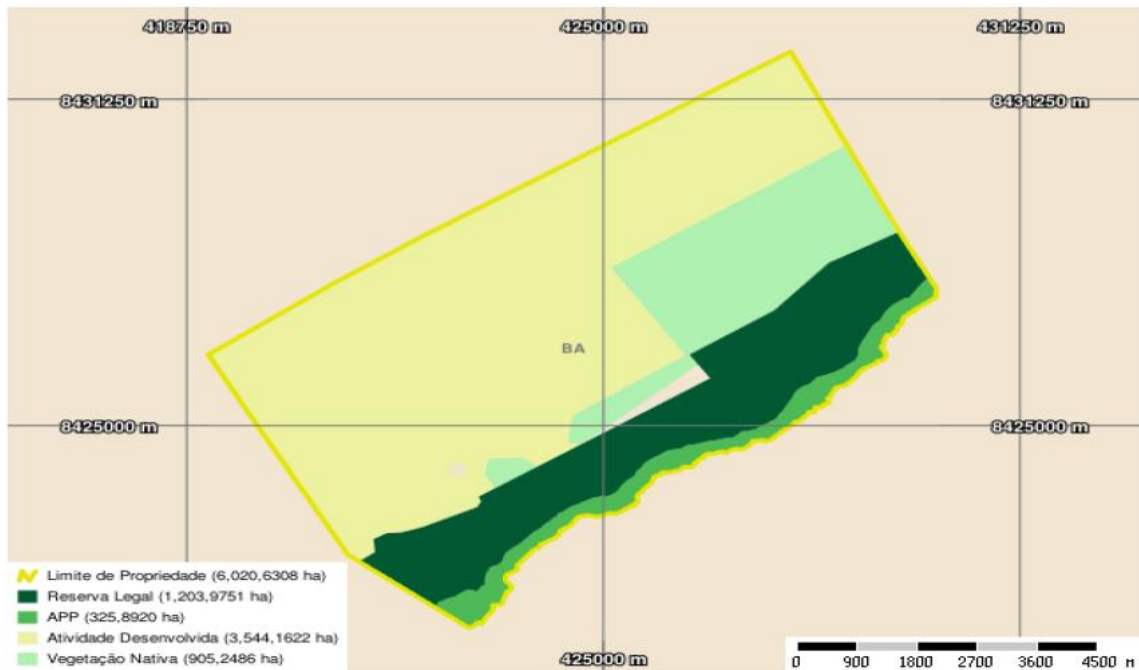 418750 m 425000 m 431250 m
8431250 m 8431250 m
BA
8425000 m 8425000 m
Limite de Propriedade (6,020,6308 ha)
Reserva Legal (1,203,9751 ha)
APP (325,8920 ha)
Atividade Desenvolvida (3,544,1622 ha)
Vegetação Nativa (905,2486 ha)
425000 m
0 900 1800 2700 3600 4500